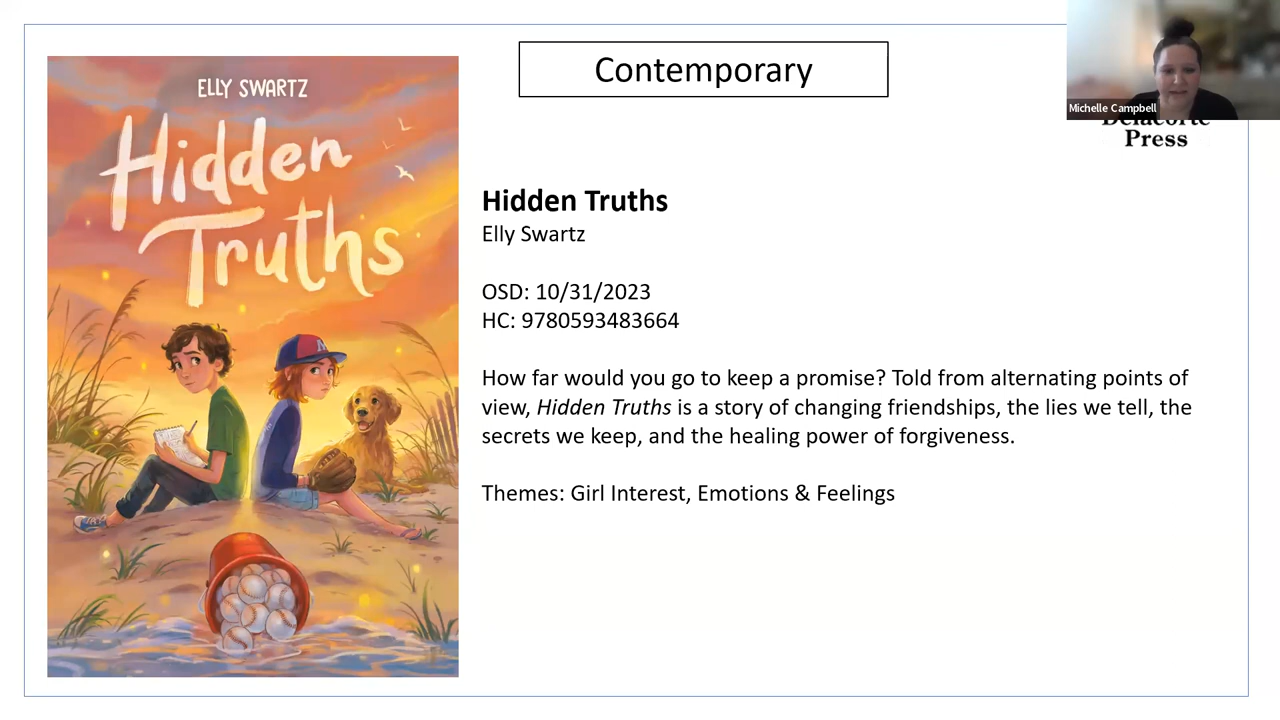 ELLY SWARTZ
Hidden
Truths
Contemporary
Michelle Campbell
Delacorte
Press
Hidden Truths
Elly Swartz
OSD: 10/31/2023
HC: 9780593483664
How far would you go to keep a promise? Told from alternating points of
view, Hidden Truths is a story of changing friendships, the lies we tell, the
secrets we keep, and the healing power of forgiveness.
Themes: Girl Interest, Emotions & Feelings